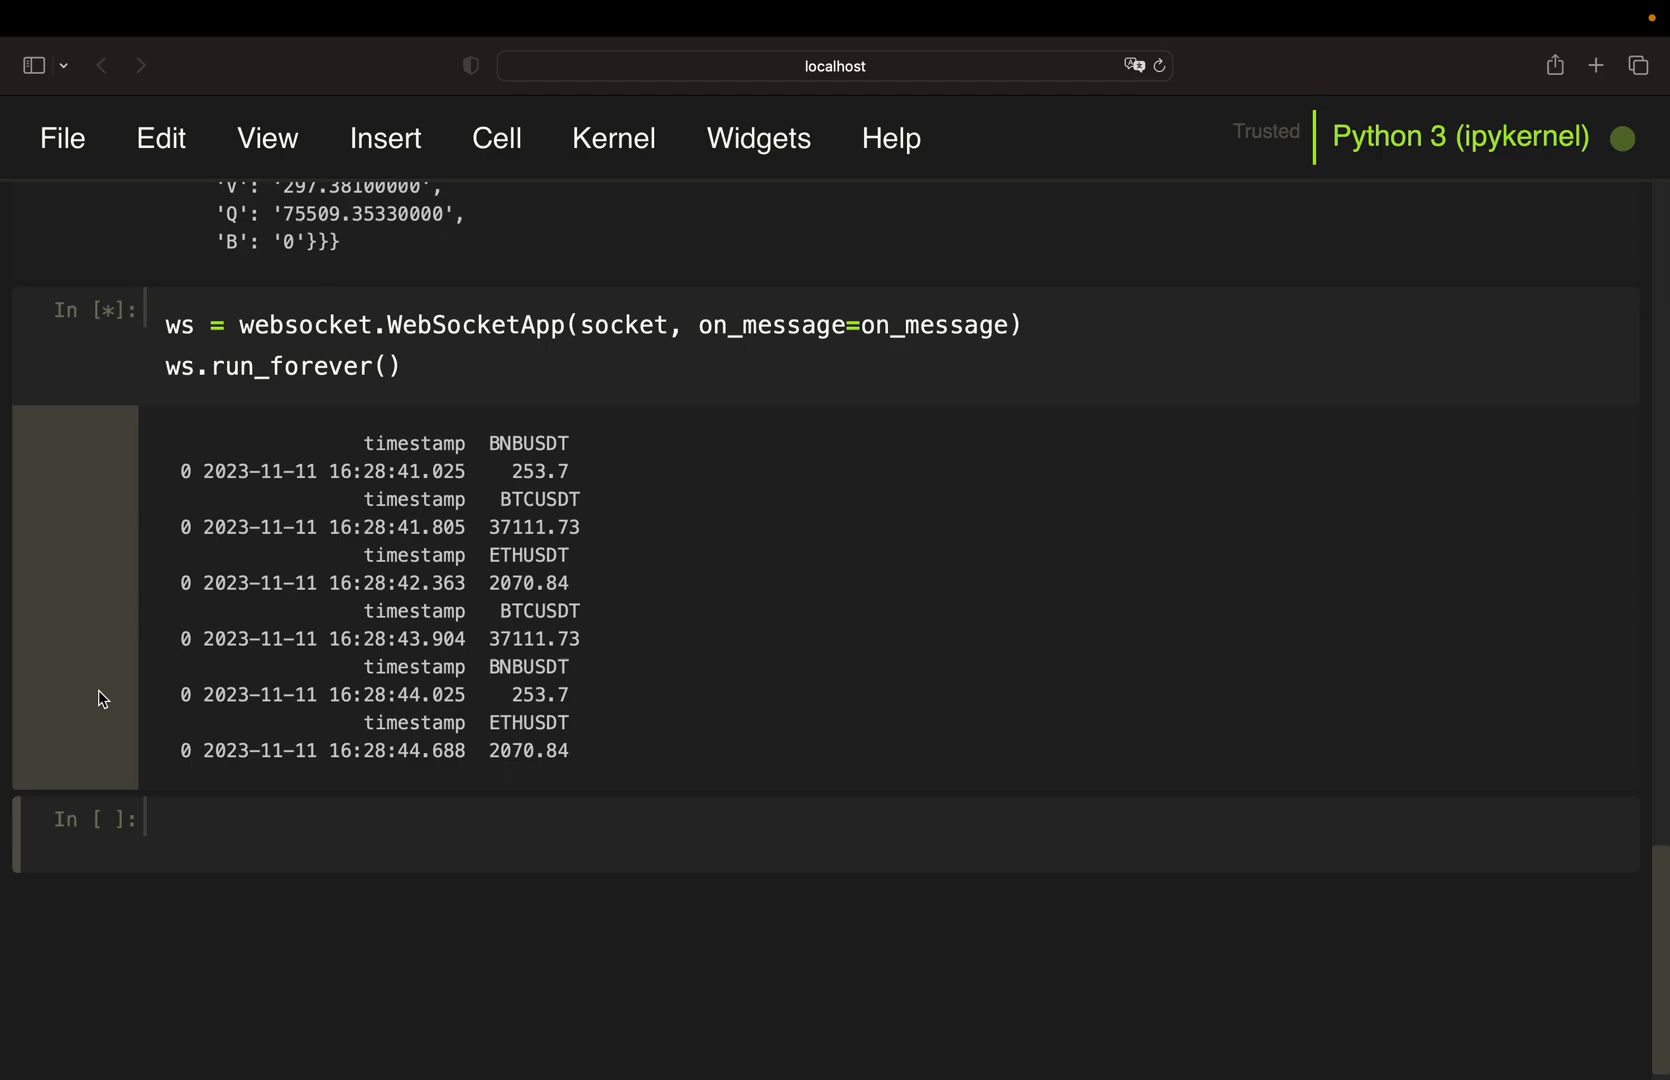 localhost
File Edit View Insert Cell Kernel Widgets Help Trusted Python 3 (ipykernel)
'V': '297.38100000',
'Q': '75509.35330000',
'B': '0'}}}
In [*]:
ws = websocket.WebSocketApp(socket, on_message=on_message)
ws.run_forever()
timestamp BNBUSDT
0 2023-11-11 16:28:41.025 253.7
timestamp BTCUSDT
0 2023-11-11 16:28:41.805 37111.73
timestamp ETHUSDT
0 2023-11-11 16:28:42.363 2070.84
timestamp BTCUSDT
0 2023-11-11 16:28:43.904 37111.73
timestamp BNBUSDT
0 2023-11-11 16:28:44.025 253.7
timestamp ETHUSDT
0 2023-11-11 16:28:44.688 2070.84
In [ ]: